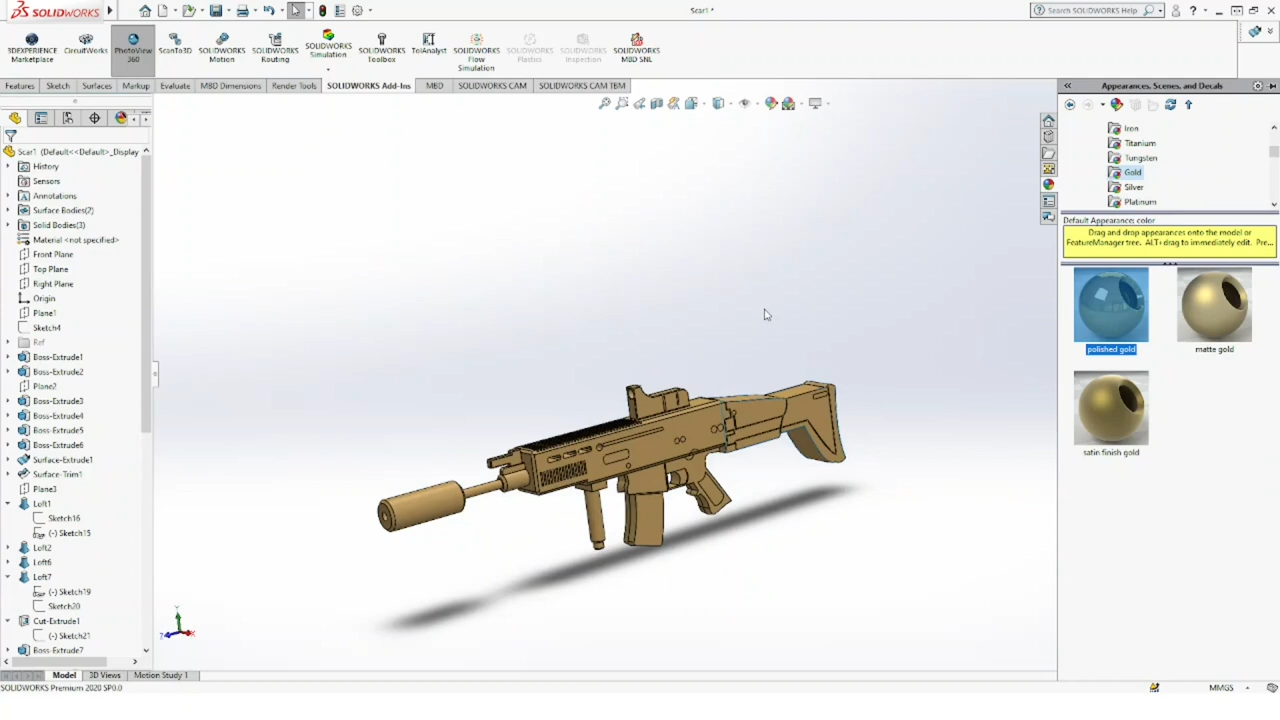 SOLIDWORKS
Scar1 *
Search SOLIDWORKS Help
3DEXPERIENCE Marketplace
CircuitWorks
PhotoView 360
ScanTo3D
SOLIDWORKS Motion
SOLIDWORKS Routing
SOLIDWORKS Simulation
SOLIDWORKS Toolbox
TolAnalyst
SOLIDWORKS Flow Simulation
SOLIDWORKS Plastics
SOLIDWORKS Inspection
SOLIDWORKS MBD SNL
Features
Sketch
Surfaces
Markup
Evaluate
MBD Dimensions
Render Tools
SOLIDWORKS Add-Ins
MBD
SOLIDWORKS CAM
SOLIDWORKS CAM TBM
Scar1 (Default<<Default>_Display
History
Sensors
Annotations
Surface Bodies(2)
Solid Bodies(3)
Material <not specified>
Front Plane
Top Plane
Right Plane
Origin
Plane1
Sketch4
Ref
Boss-Extrude1
Boss-Extrude2
Plane2
Boss-Extrude3
Boss-Extrude4
Boss-Extrude5
Boss-Extrude6
Surface-Extrude1
Surface-Trim1
Plane3
Loft1
Sketch16
(-) Sketch15
Loft2
Loft6
Loft7
(-) Sketch19
Sketch20
Cut-Extrude1
(-) Sketch21
Boss-Extrude7
Y
Z
X
Appearances, Scenes, and Decals
Iron
Titanium
Tungsten
Gold
Silver
Platinum
Default Appearance: color
Drag and drop appearances onto the model or
FeatureManager tree. ALT+drag to immediately edit. Pre...
polished gold
matte gold
satin finish gold
Model
3D Views
Motion Study 1
SOLIDWORKS Premium 2020 SP0.0
MMGS